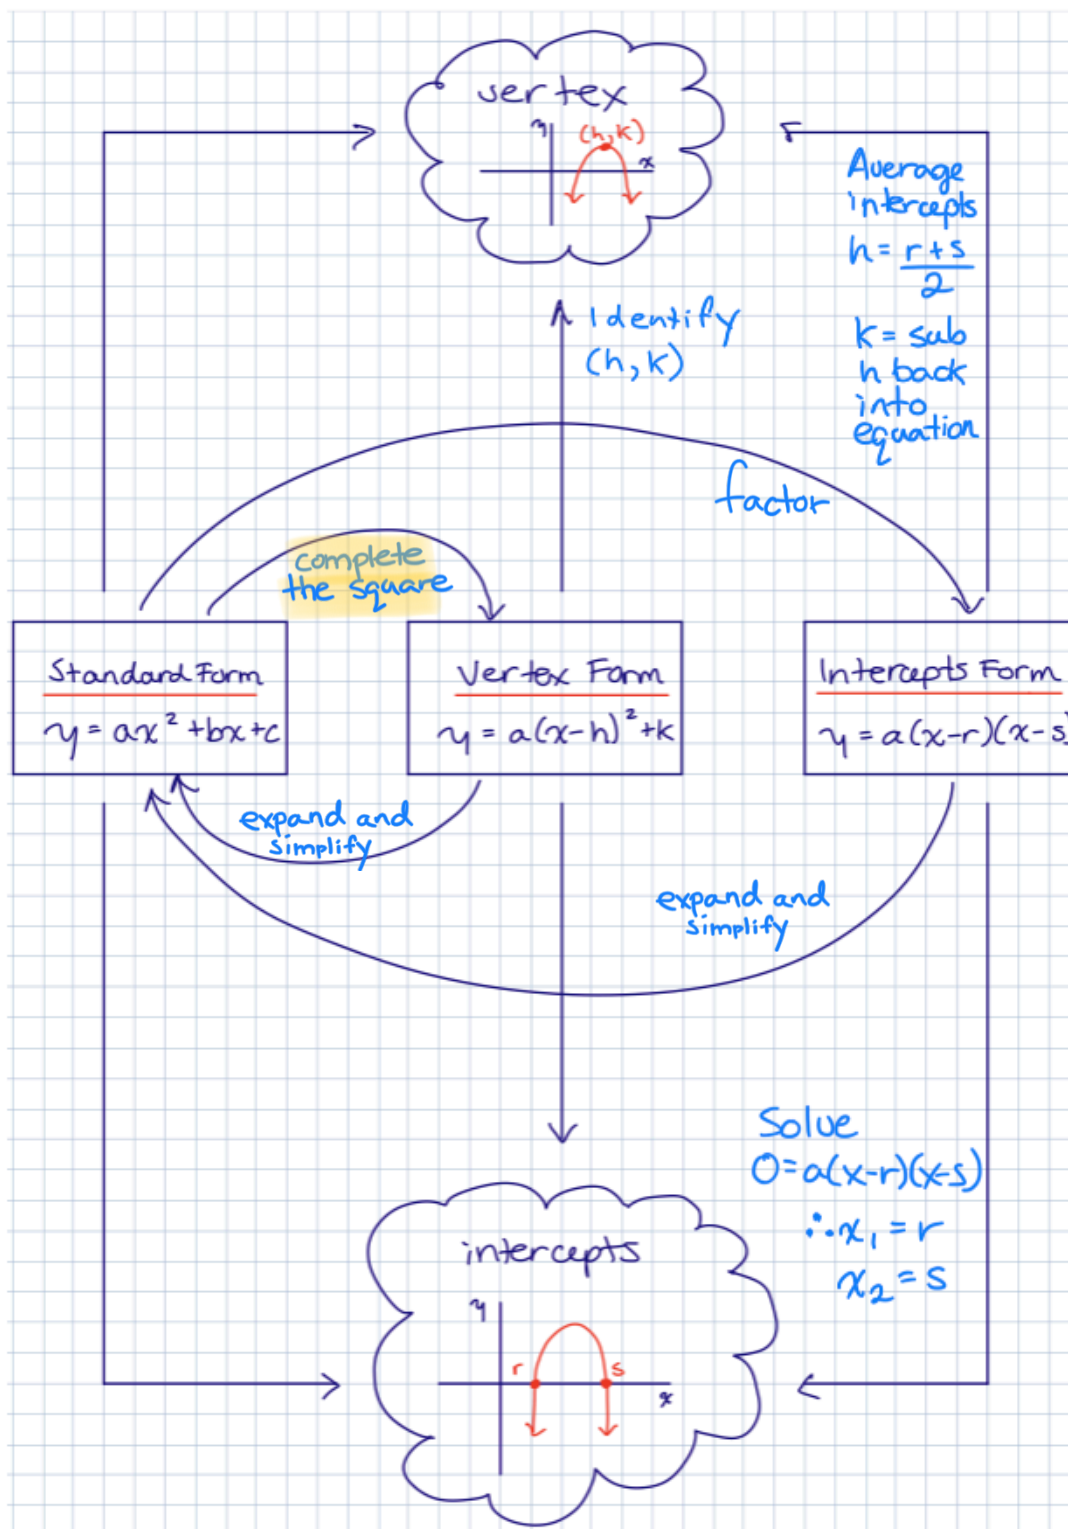 vertex
y
(h,k)
x
Average
intercepts
h = r+s
2
k = sub
h back
into
equation
Identify
(h,k)
factor
complete
the square
Standard Form
y = ax² + bx + c
Vertex Form
y = a(x-h)² + k
Intercepts Form
y = a(x-r)(x-s)
expand and
simplify
expand and
simplify
Solve
0 = a(x-r)(x-s)
∴ x₁ = r
x₂ = s
intercepts
y
r
s
x